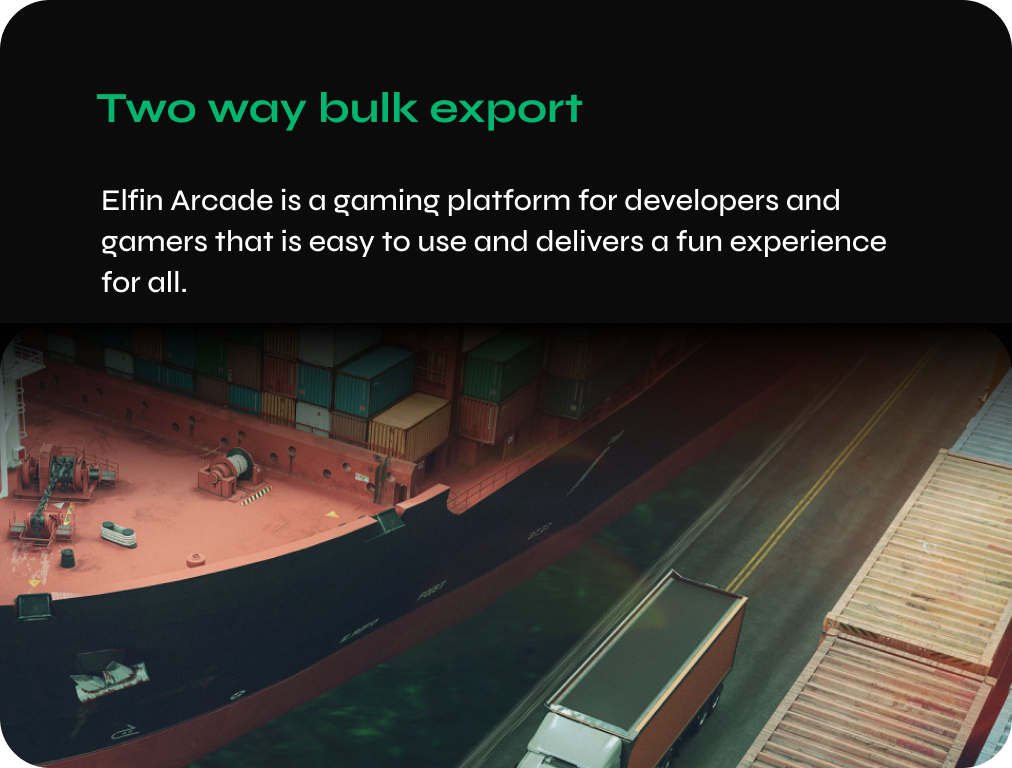 Two way bulk export
Elfin Arcade is a gaming platform for developers and
gamers that is easy to use and delivers a fun experience
for all.